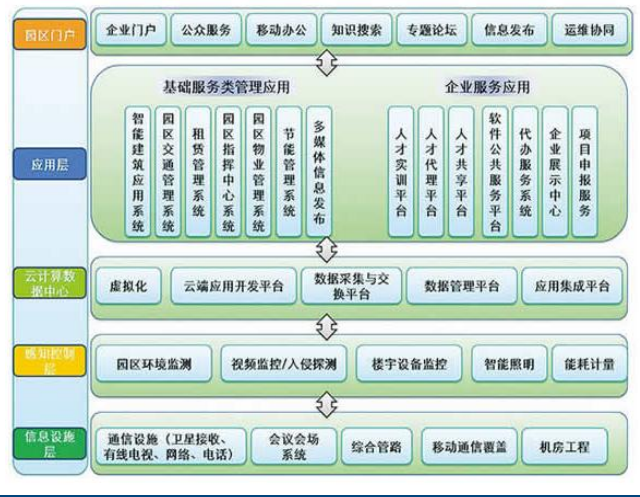 园区门户
企业门户
公众服务
移动办公
知识搜索
专题论坛
信息发布
运维协同
应用层
基础服务类管理应用
智能建筑应用系统
园区交通管理系统
租赁管理系统
园区指挥中心系统
园区物业管理系统
节能管理系统
多媒体信息发布
企业服务应用
人才实训平台
人才代理平台
人才共享平台
软件公共服务平台
代办服务系统
企业展示中心
项目申报服务
云计算数
据中心
虚拟化
云端应用开发平台
数据采集与交
换平台
数据管理平台
应用集成平台
感知控制
层
园区环境监测
视频监控/入侵探测
楼宇设备监控
智能照明
能耗计量
信息设施
层
通信设施（卫星接收、
有线电视、网络、电话）
会议会场
系统
综合管路
移动通信覆盖
机房工程